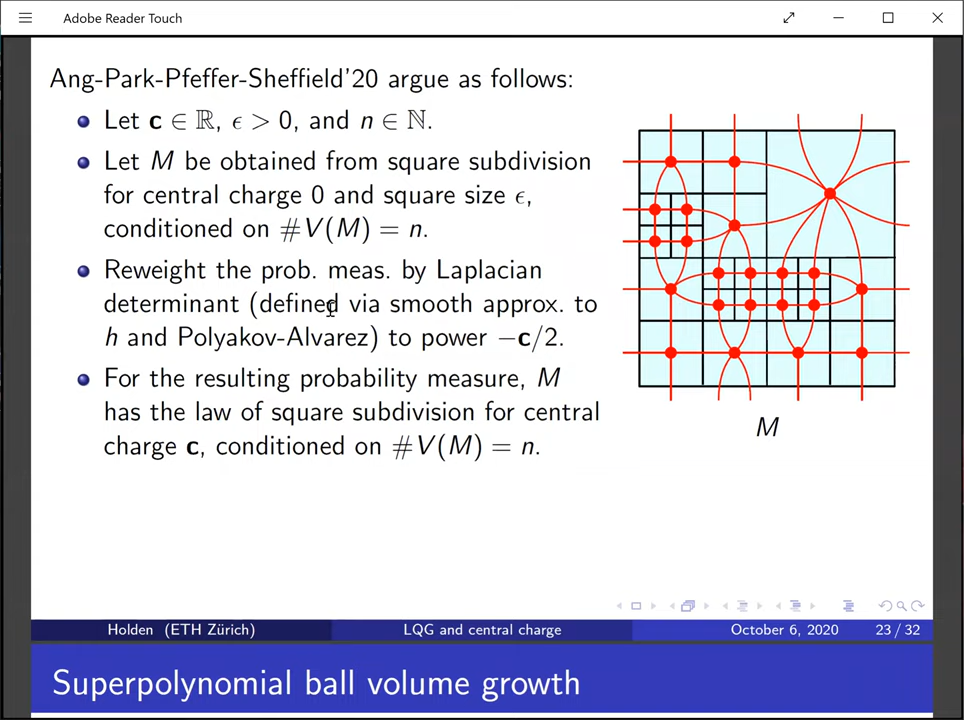 Adobe Reader Touch
Ang-Park-Pfeffer-Sheffield'20 argue as follows:
Let c ∈ ℝ, ϵ > 0, and n ∈ ℕ.
Let M be obtained from square subdivision
for central charge 0 and square size ϵ,
conditioned on #V(M) = n.
Reweight the prob. meas. by Laplacian
determinant (defined via smooth approx. to
h and Polyakov-Alvarez) to power −c/2.
For the resulting probability measure, M
has the law of square subdivision for central
charge c, conditioned on #V(M) = n.
M
Holden (ETH Zürich)
LQG and central charge
October 6, 2020
23 / 32
Superpolynomial ball volume growth